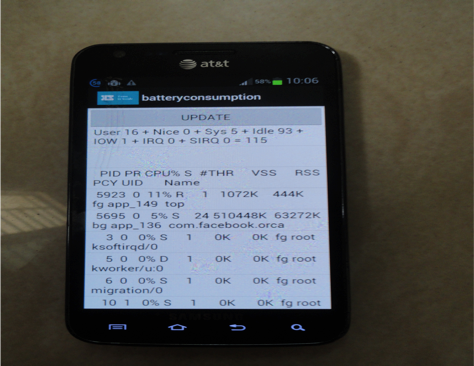 at&t
58% 10:06
batteryconsumption
UPDATE
User 16 + Nice 0 + Sys 5 + Idle 93 +
IOW 1 + IRQ 0 + SIRQ 0 = 115
PID PR CPU% S #THR VSS RSS
PCY UID Name
5923 0 11% R 1 1072K 444K
fg app_149 top
5695 0 5% S 24 510448K 63272K
bg app_136 com.facebook.orca
3 0 0% S 1 0K 0K fg root
ksoftirqd/0
5 0 0% D 1 0K 0K fg root
kworker/u:0
6 0 0% S 1 0K 0K fg root
migration/0
10 1 0% S 1 0K 0K fg root
SAMSUNG